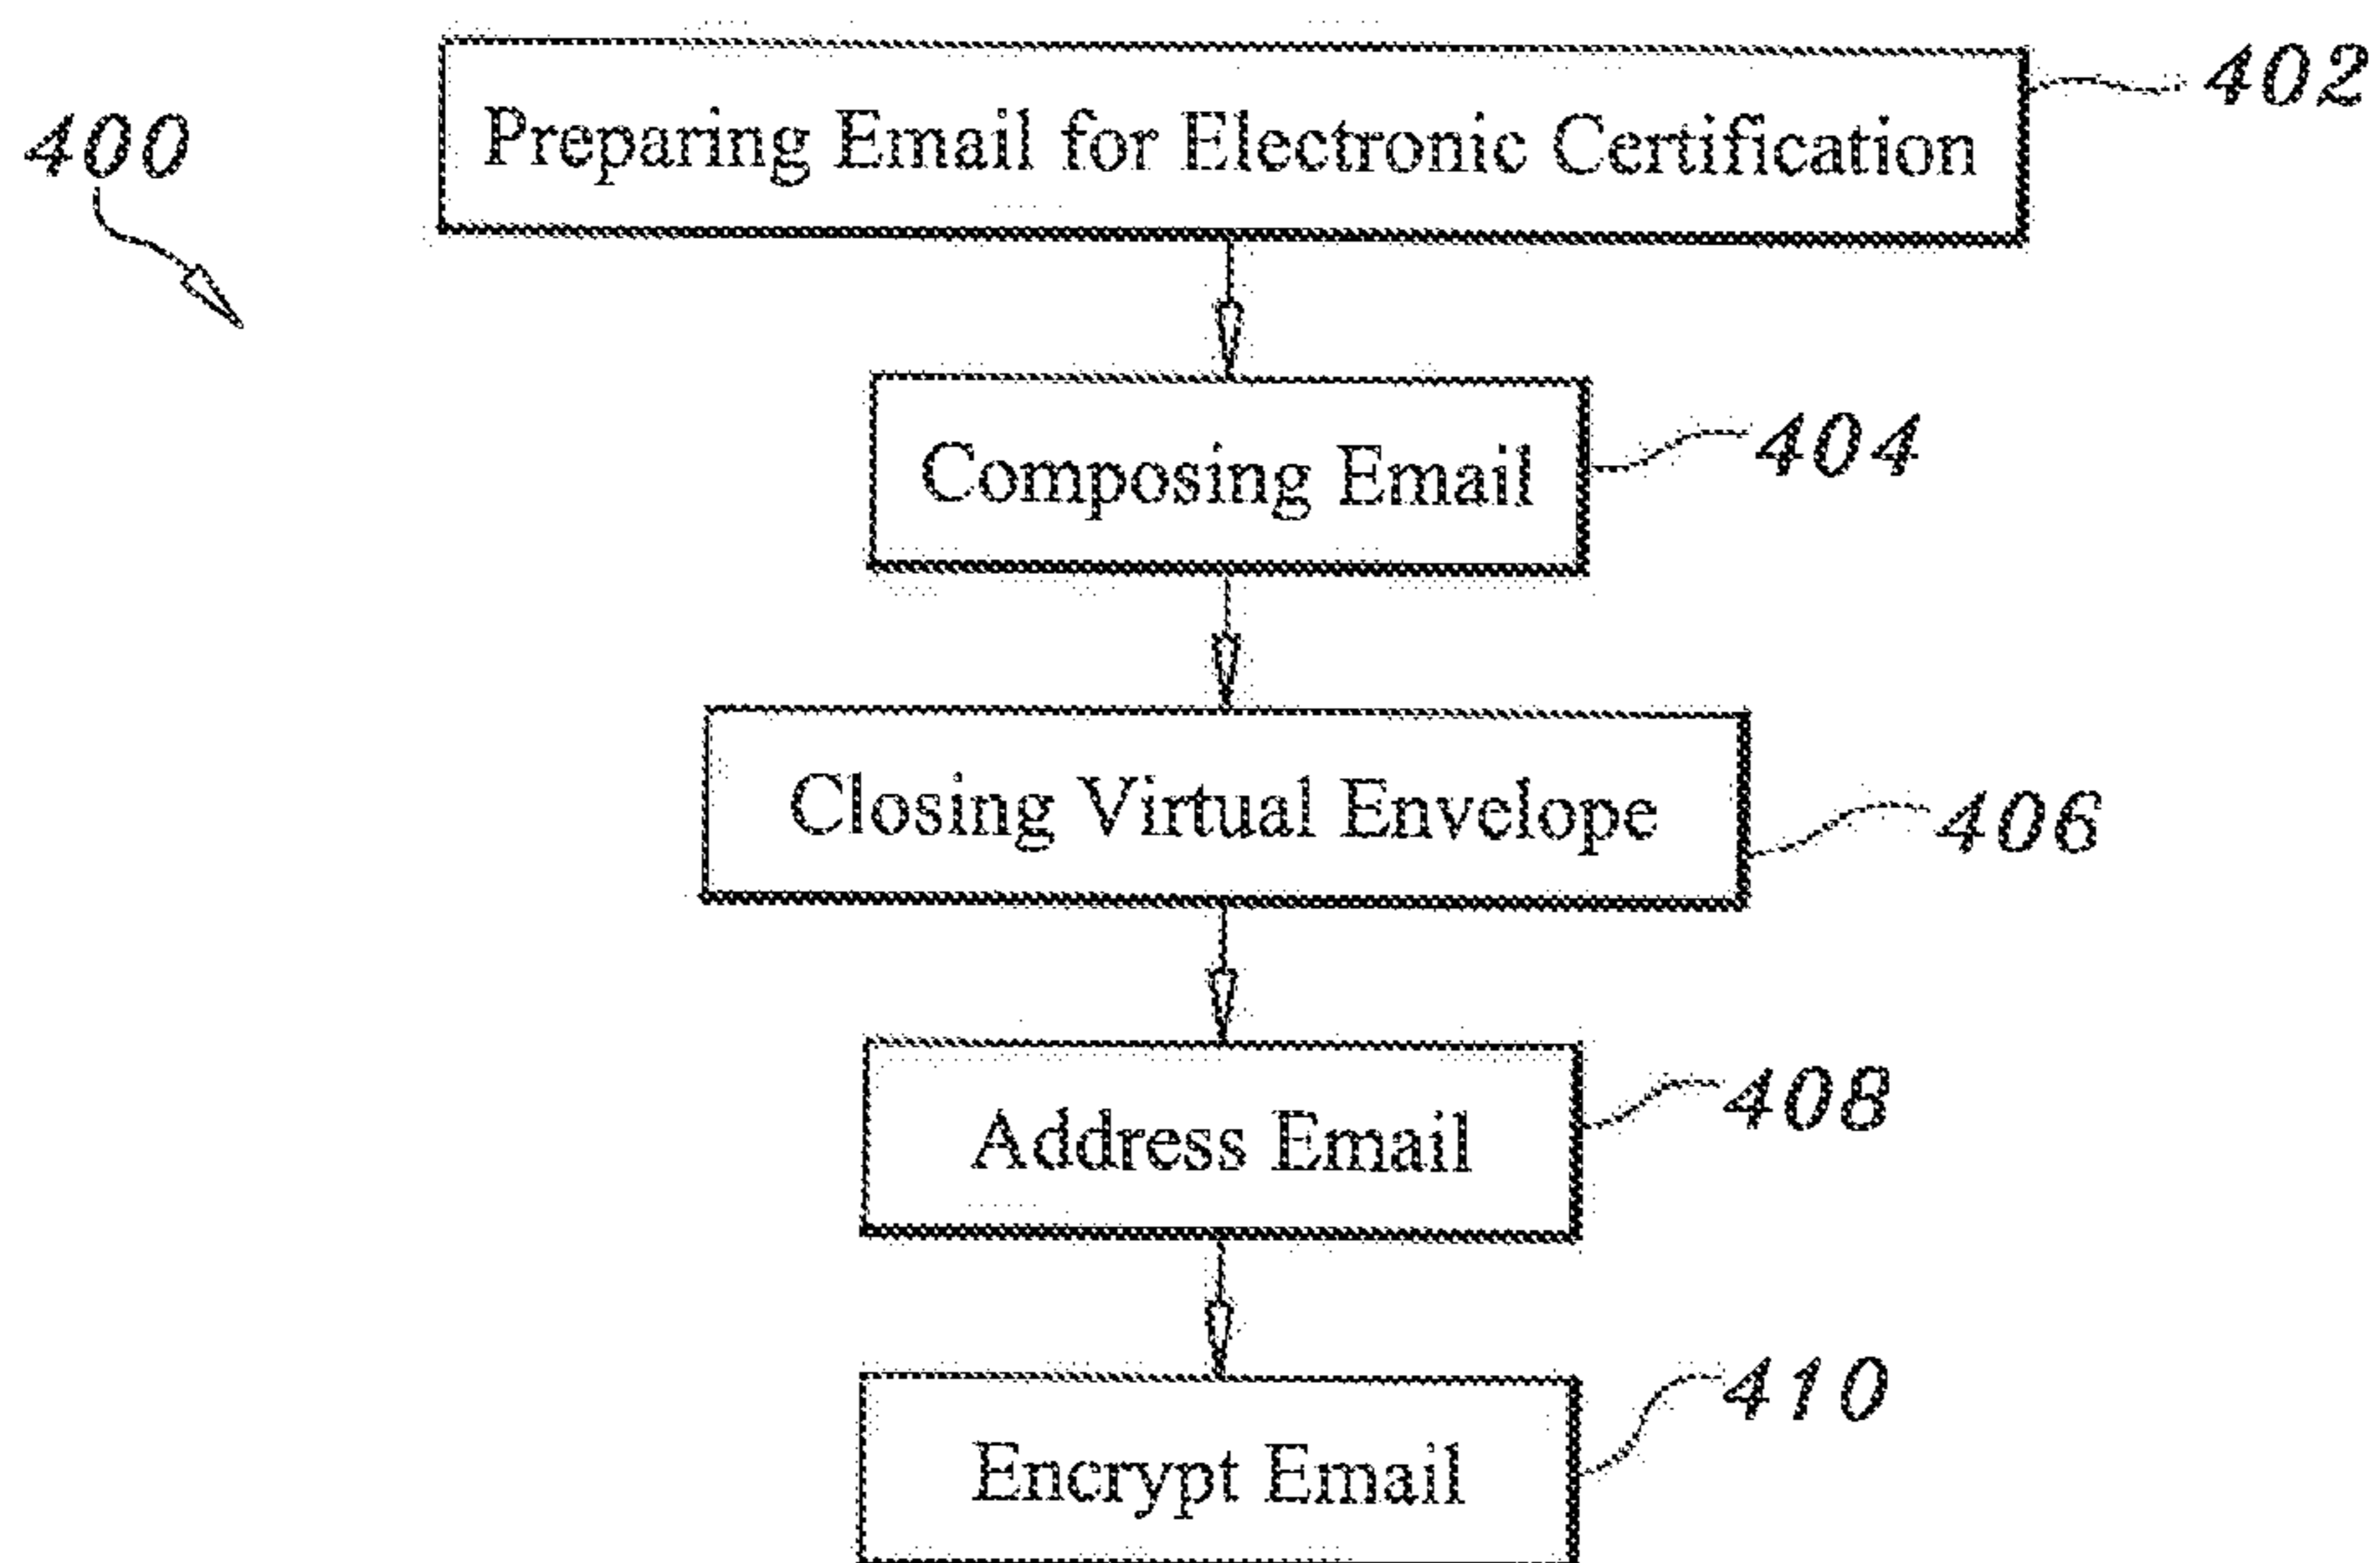 402
Preparing Email for Electronic Certification
400
Composing Email
404
Closing Virtual Envelope
406
Address Email
408
Encrypt Email
410